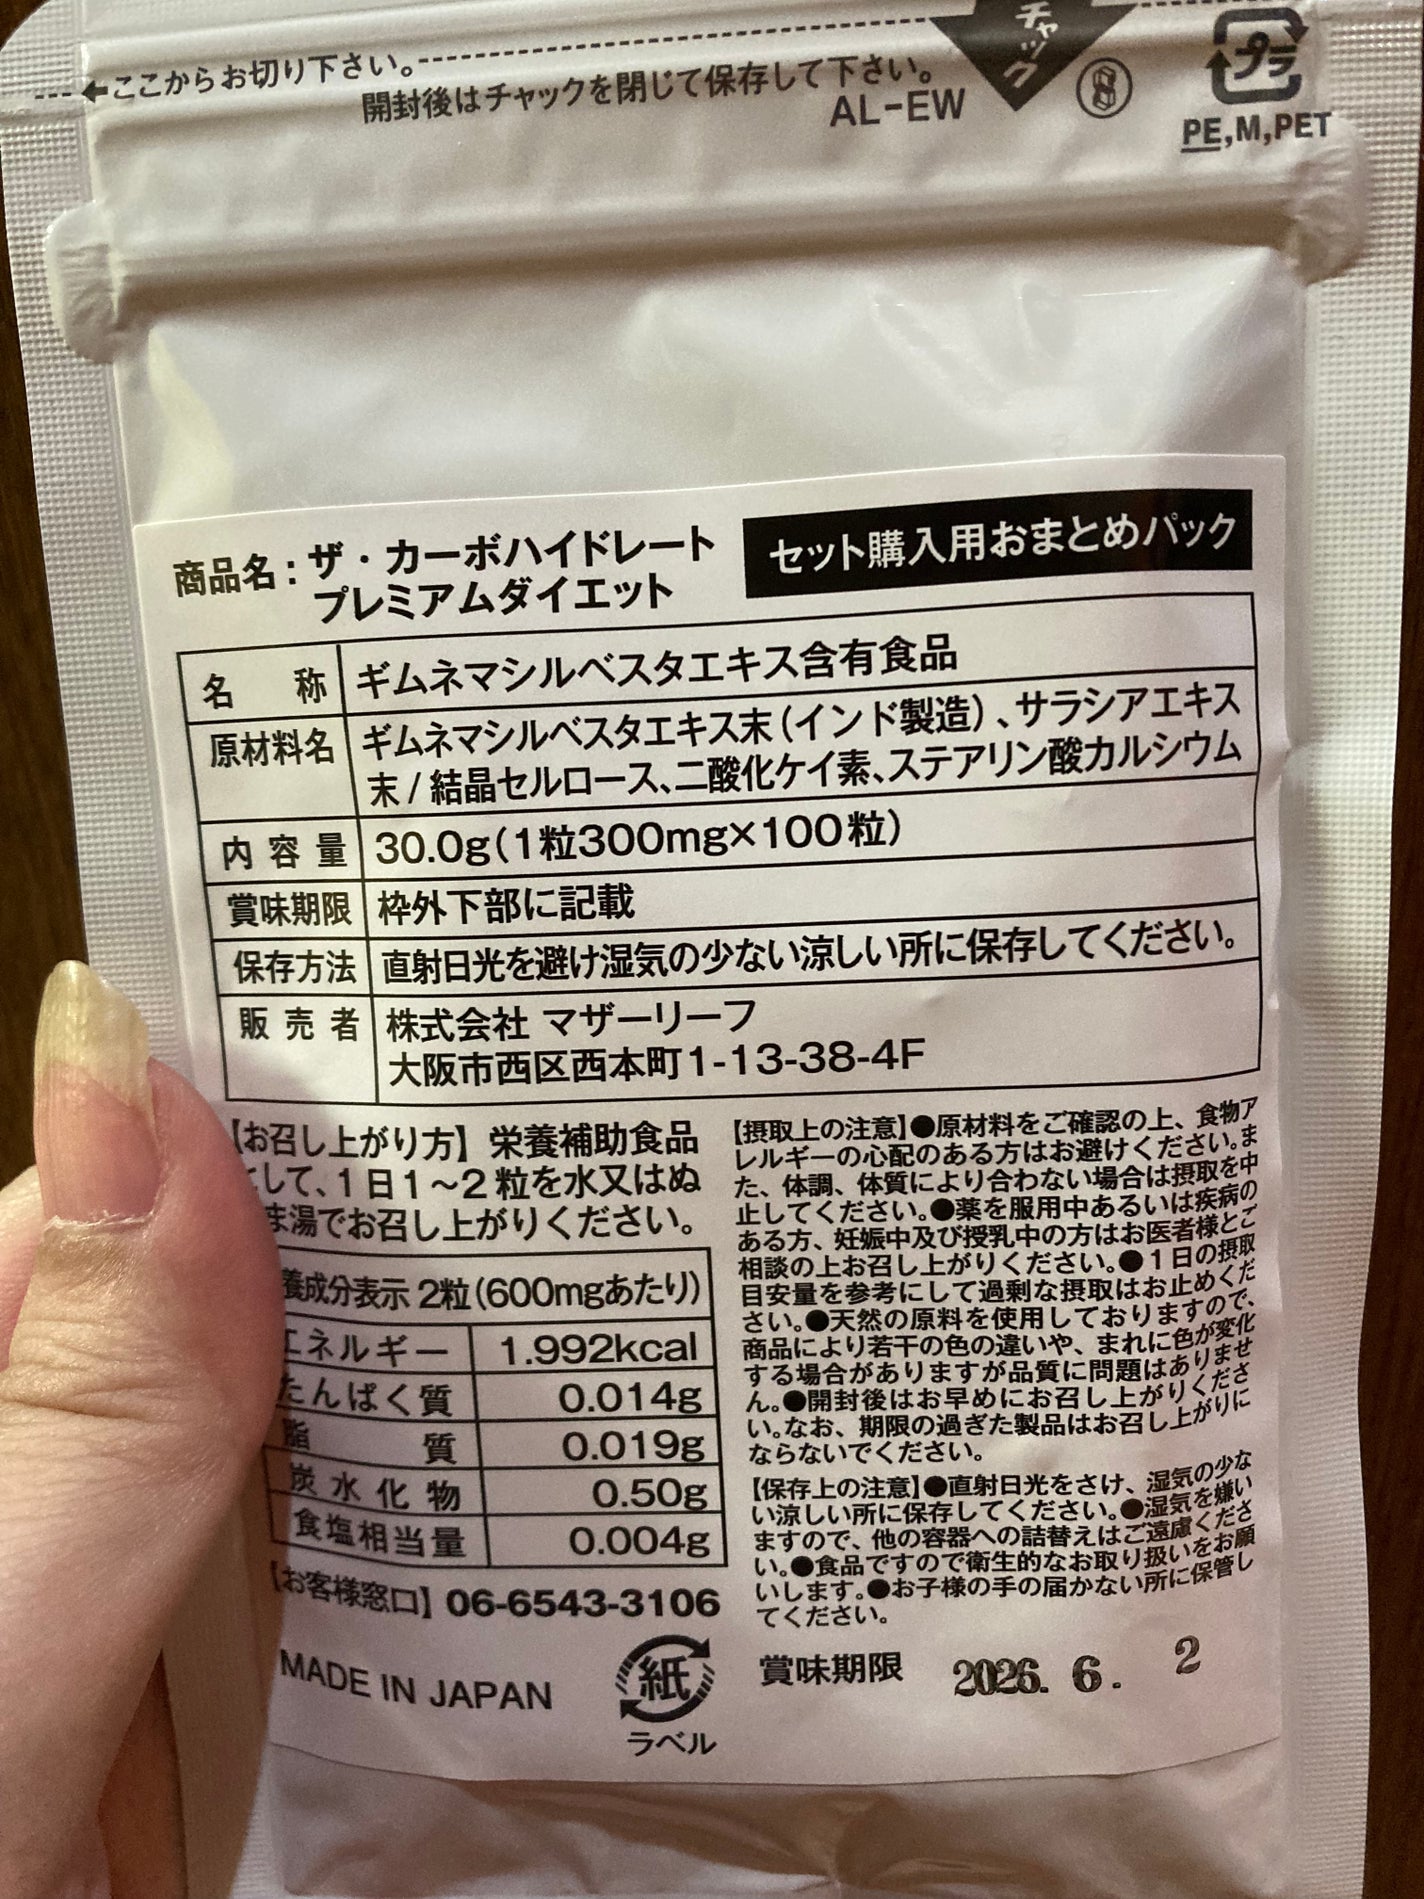 ←ここからお切り下さい。
開封後はチャックを閉じて保存して下さい。
チャック
AL-EW
プラ
PE,M,PET
商品名：ザ・カーボハイドレート
プレミアムダイエット
セット購入用おまとめパック
名称 ギムネマシルベスタエキス含有食品
原材料名 ギムネマシルベスタエキス末（インド製造）、サラシアエキス
末/結晶セルロース、二酸化ケイ素、ステアリン酸カルシウム
内容量 30.0g（1粒300mg×100粒）
賞味期限 枠外下部に記載
保存方法 直射日光を避け湿気の少ない涼しい所に保存してください。
販売者 株式会社 マザーリーフ
大阪市西区西本町1-13-38-4F
【お召し上がり方】栄養補助食品
として、1日1～2粒を水又はぬ
ま湯でお召し上がりください。
養成分表示 2粒（600mgあたり）
エネルギー 1.992kcal
たんぱく質 0.014g
脂質 0.019g
炭水化物 0.50g
食塩相当量 0.004g
【お客様窓口】06-6543-3106
MADE IN JAPAN
紙
ラベル
【摂取上の注意】●原材料をご確認の上、食物ア
レルギーの心配のある方はお避けください。ま
た、体調、体質により合わない場合は摂取を中
止してください。●薬を服用中あるいは疾病の
ある方、妊娠中及び授乳中の方はお医者様とご
相談の上お召し上がりください。●1日の摂取
目安量を参考にして過剰な摂取はお止めくだ
さい。●天然の原料を使用しておりますので、
商品により若干の色の違いや、まれに色が変化
する場合がありますが品質に問題はありませ
ん。●開封後はお早めにお召し上がりくださ
い。なお、期限の過ぎた製品はお召し上がりに
ならないでください。
【保存上の注意】●直射日光をさけ、湿気の少な
い涼しい所に保存してください。●湿気を嫌い
ますので、他の容器への詰替えはご遠慮くださ
い。●食品ですので衛生的なお取り扱いをお願
いします。●お子様の手の届かない所に保管し
てください。
賞味期限 2026. 6. 2